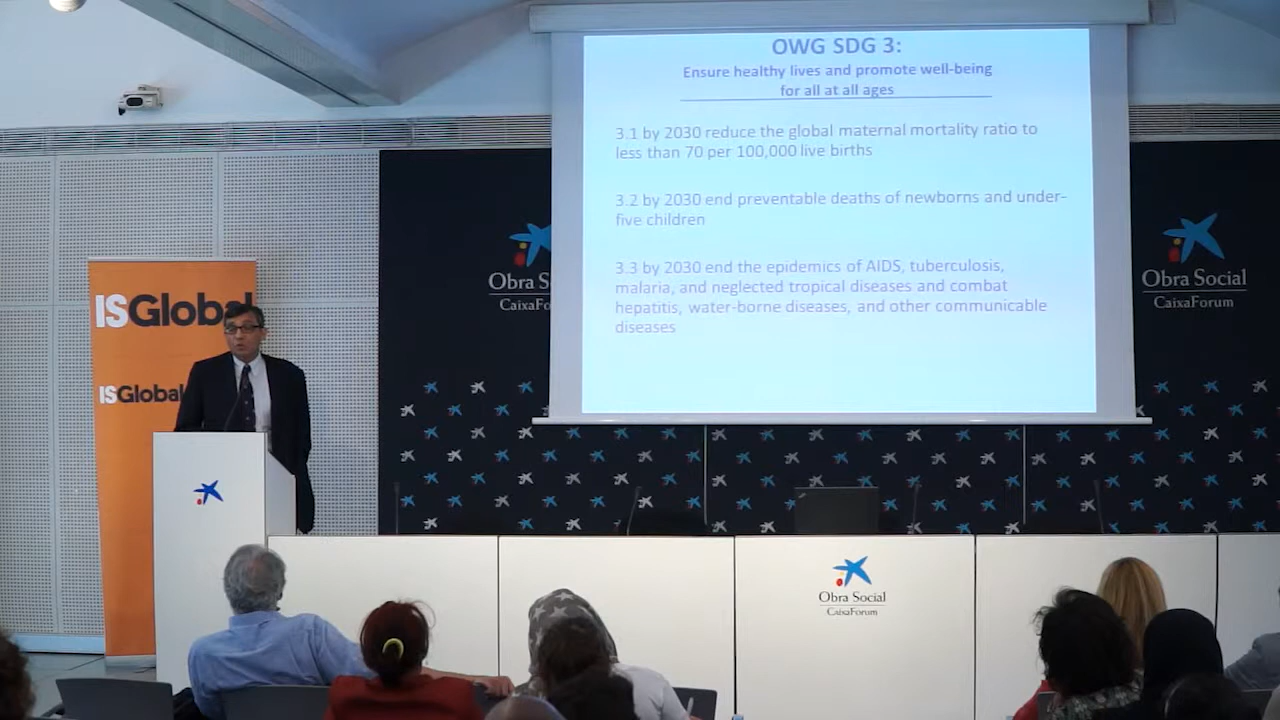 OWG SDG 3:
Ensure healthy lives and promote well-being
for all at all ages
3.1 by 2030 reduce the global maternal mortality ratio to
less than 70 per 100,000 live births
3.2 by 2030 end preventable deaths of newborns and under-
five children
3.3 by 2030 end the epidemics of AIDS, tuberculosis,
malaria, and neglected tropical diseases and combat
hepatitis, water-borne diseases, and other communicable
diseases
ISGlobal
ISGlobal
Obra S
CaixaFo
Obra Social
CaixaForum
Obra Social
CaixaForum